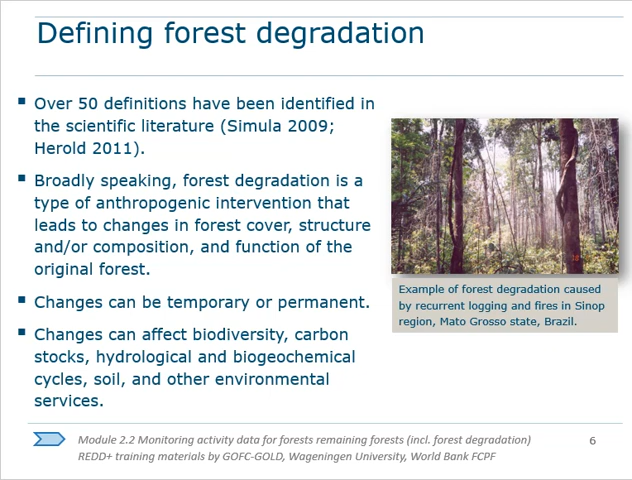 Defining forest degradation
Over 50 definitions have been identified in
the scientific literature (Simula 2009;
Herold 2011).
Broadly speaking, forest degradation is a
type of anthropogenic intervention that
leads to changes in forest cover, structure
and/or composition, and function of the
original forest.
Changes can be temporary or permanent.
Changes can affect biodiversity, carbon
stocks, hydrological and biogeochemical
cycles, soil, and other environmental
services.
Example of forest degradation caused
by recurrent logging and fires in Sinop
region, Mato Grosso state, Brazil.
Module 2.2 Monitoring activity data for forests remaining forests (incl. forest degradation)
REDD+ training materials by GOFC-GOLD, Wageningen University, World Bank FCPF
6